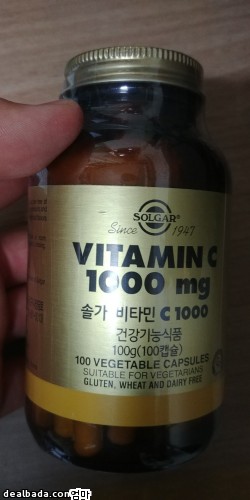 SOLGAR®
Since 1947
VITAMIN C
1000 mg
솔가 비타민 C 1000
건강기능식품
100g(100캡슐)
100 VEGETABLE CAPSULES
SUITABLE FOR VEGETARIANS
GLUTEN, WHEAT AND DAIRY FREE
dealbada.com